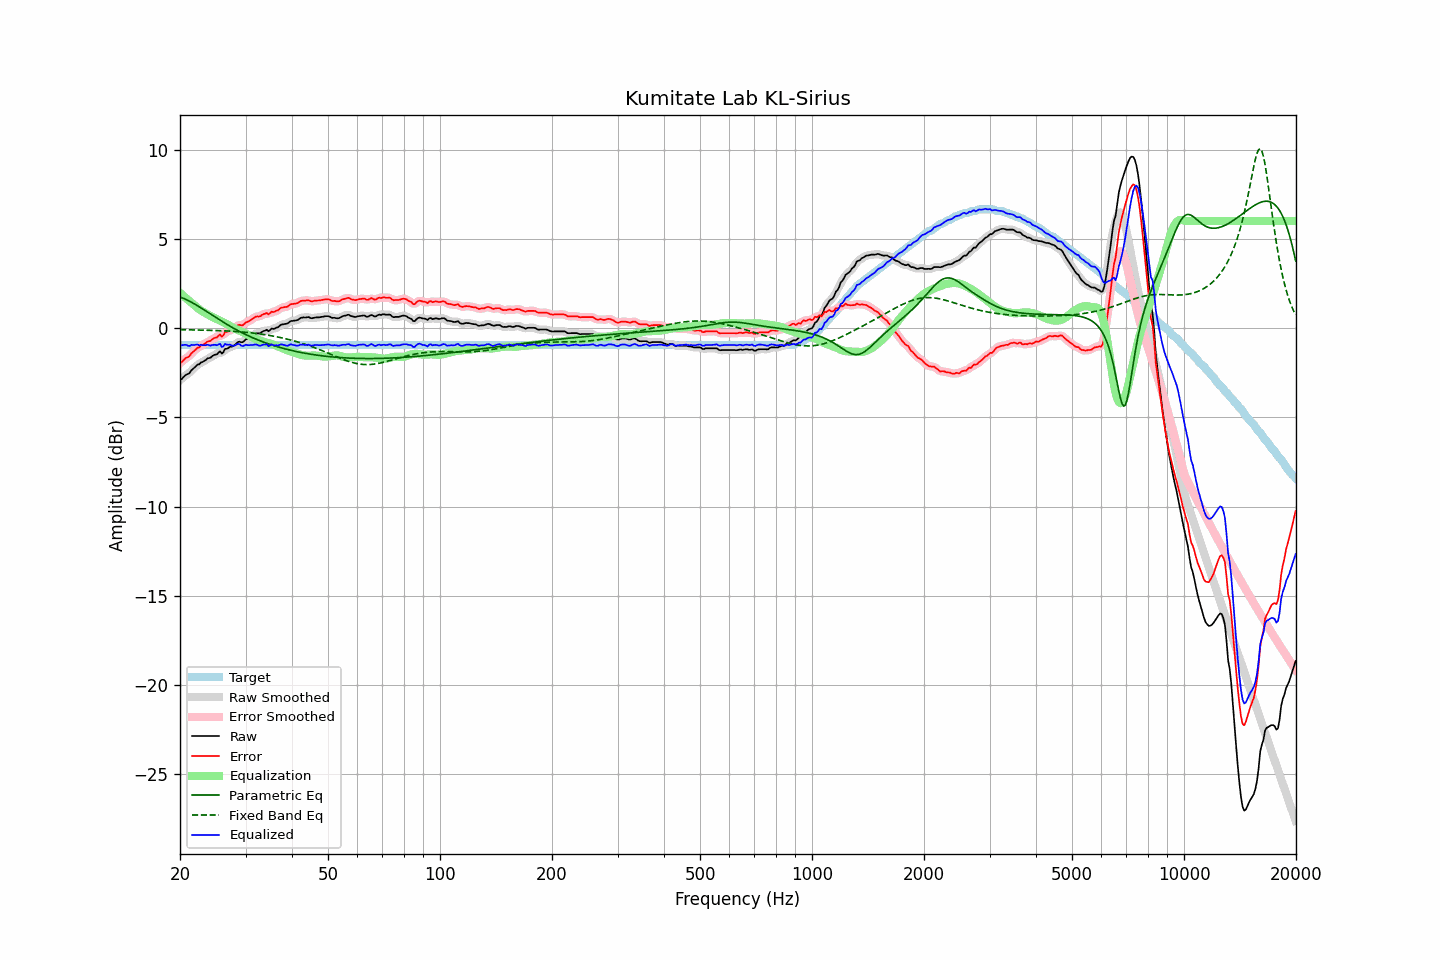 Kumitate Lab KL-Sirius
10
5
0
−5
−10
−15
−20
−25
Amplitude (dBr)
Target
Raw Smoothed
Error Smoothed
Raw
Error
Equalization
Parametric Eq
Fixed Band Eq
Equalized
20 50 100 200 500 1000 2000 5000 10000 20000
Frequency (Hz)